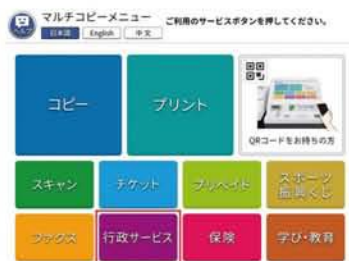 マルチコピーメニュー
ご利用のサービスボタンを押してください。
ヘルプ
日本語 English 中文
コピー
プリント
QRコードをお持ちの方
スキャン
チケット
プリペイド
スポーツ
振興くじ
ファクス
行政サービス
保険
学び・教育